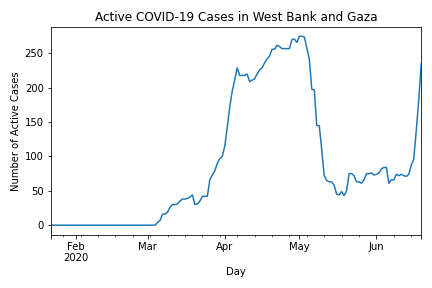 Active COVID-19 Cases in West Bank and Gaza
Number of Active Cases
250
200
150
100
50
0
Feb Mar Apr May Jun
2020
Day